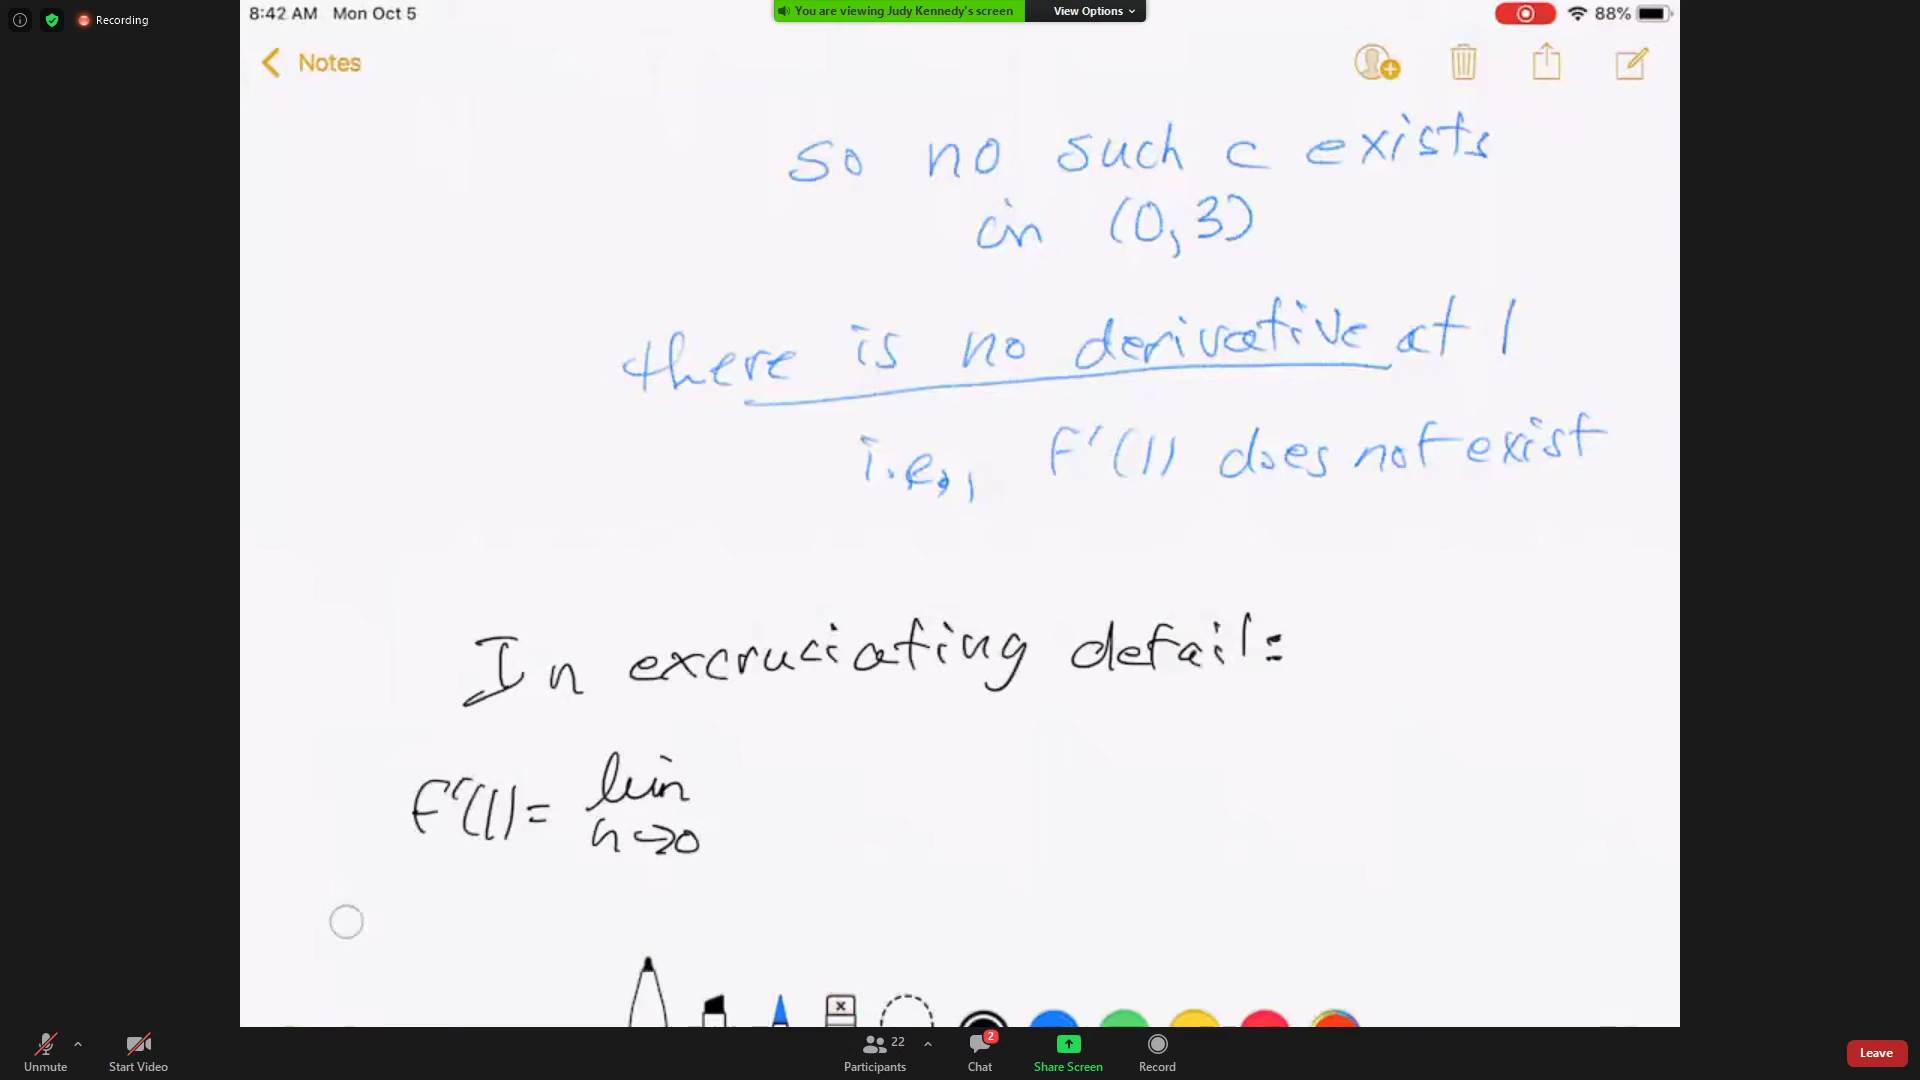 8:42 AM Mon Oct 5
Recording
You are viewing Judy Kennedy's screen
View Options
88%
Notes
so no such c exists
in (0,3)
there is no derivative at 1
i.e., f'(1) does not exist
In excruciating detail:
f'(1) = lim
h→0
Unmute
Start Video
22
Participants
2
Chat
Share Screen
Record
Leave